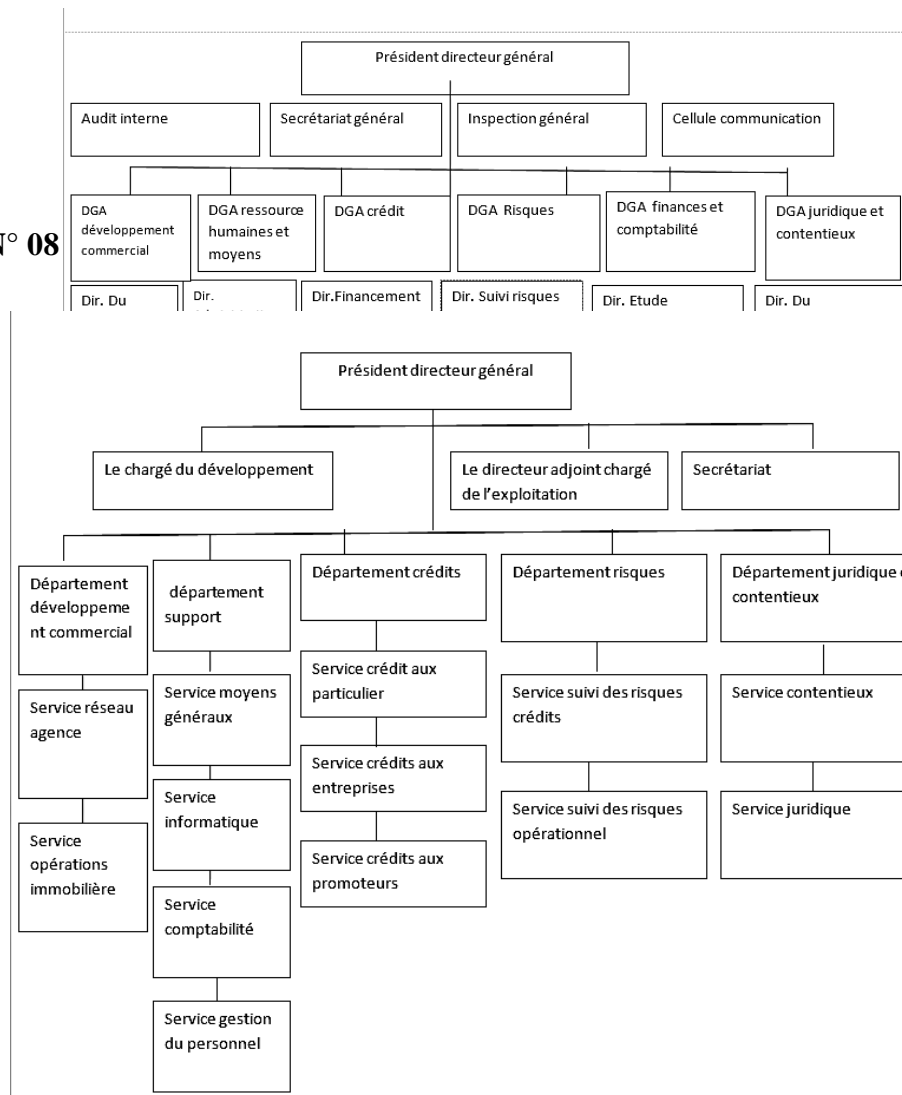 Président directeur général
Audit interne
Secrétariat général
Inspection général
Cellule communication
DGA
développement
commercial
DGA ressource
humaines et
moyens
DGA crédit
DGA Risques
DGA finances et
comptabilité
DGA juridique et
contentieux
N° 08
Dir. Du
Dir.
Dir.Financement
Dir. Suivi risques
Dir. Etude
Dir. Du
Président directeur général
Le chargé du développement
Le directeur adjoint chargé
de l'exploitation
Secrétariat
Département
développeme
nt commercial
Service réseau
agence
Service
opérations
immobilière
département
support
Service moyens
généraux
Service
informatique
Service
comptabilité
Service gestion
du personnel
Département crédits
Service crédit aux
particulier
Service crédits aux
entreprises
Service crédits aux
promoteurs
Département risques
Service suivi des risques
crédits
Service suivi des risques
opérationnel
Département juridique
contentieux
Service contentieux
Service juridique